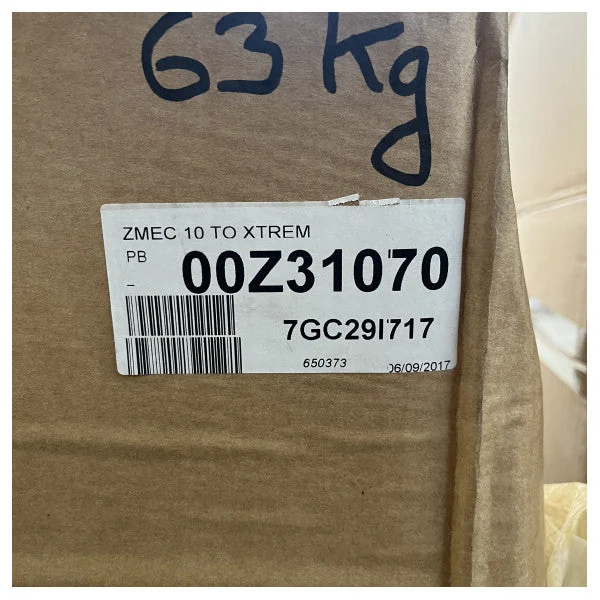 63 kg
ZMEC 10 TO XTREM
PB
00Z31070
-
7GC29I717
650373
06/09/2017